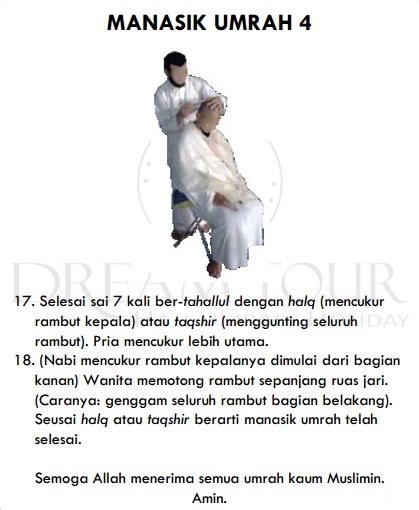 MANASIK UMRAH 4
DREAM TOUR
HOLIDAY
17. Selesai sai 7 kali ber-tahallul dengan halq (mencukur
rambut kepala) atau taqshir (menggunting seluruh
rambut). Pria mencukur lebih utama.
18. (Nabi mencukur rambut kepalanya dimulai dari bagian
kanan) Wanita memotong rambut sepanjang ruas jari.
(Caranya: genggam seluruh rambut bagian belakang).
Seusai halq atau taqshir berarti manasik umrah telah
selesai.
Semoga Allah menerima semua umrah kaum Muslimin.
Amin.